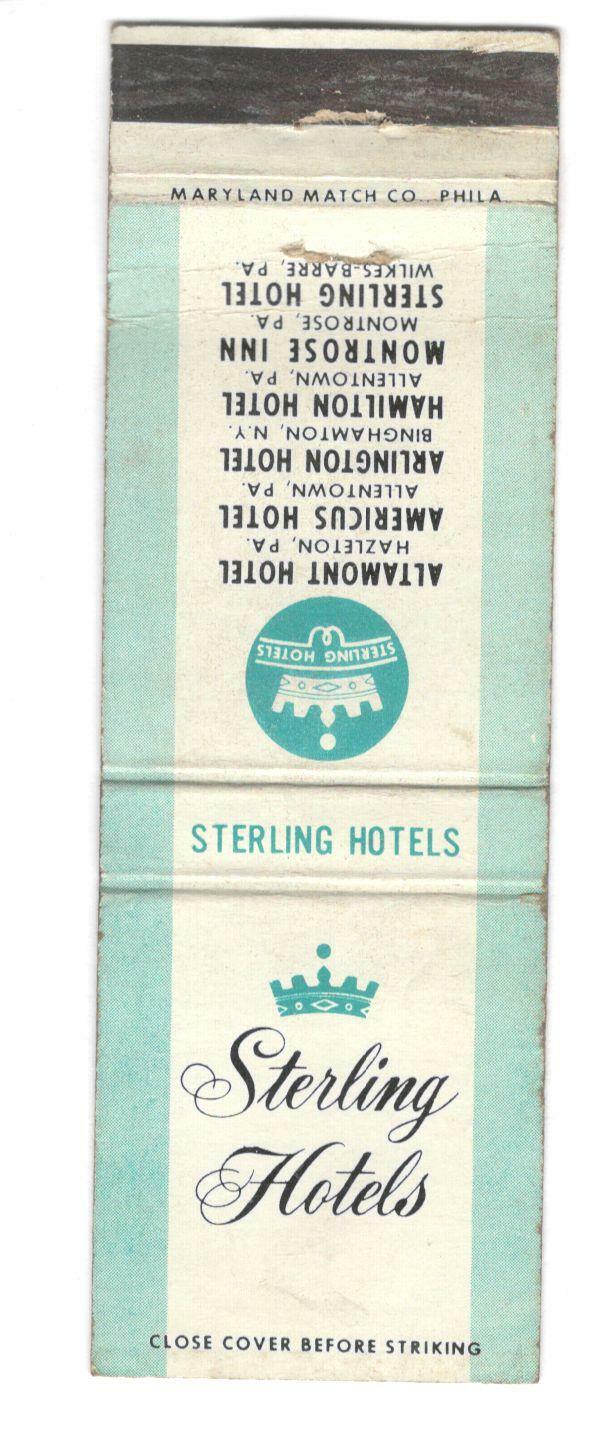 MARYLAND MATCH CO., PHILA.
ALTAMONT HOTEL
HAZLETON, PA.
AMERICUS HOTEL
ALLENTOWN, PA.
ARLINGTON HOTEL
BINGHAMTON, N.Y.
HAMILTON HOTEL
ALLENTOWN, PA.
MONTROSE INN
MONTROSE, PA.
STERLING HOTEL
WILKES-BARRE, PA.
STERLING HOTELS
STERLING HOTELS
Sterling
Hotels
CLOSE COVER BEFORE STRIKING